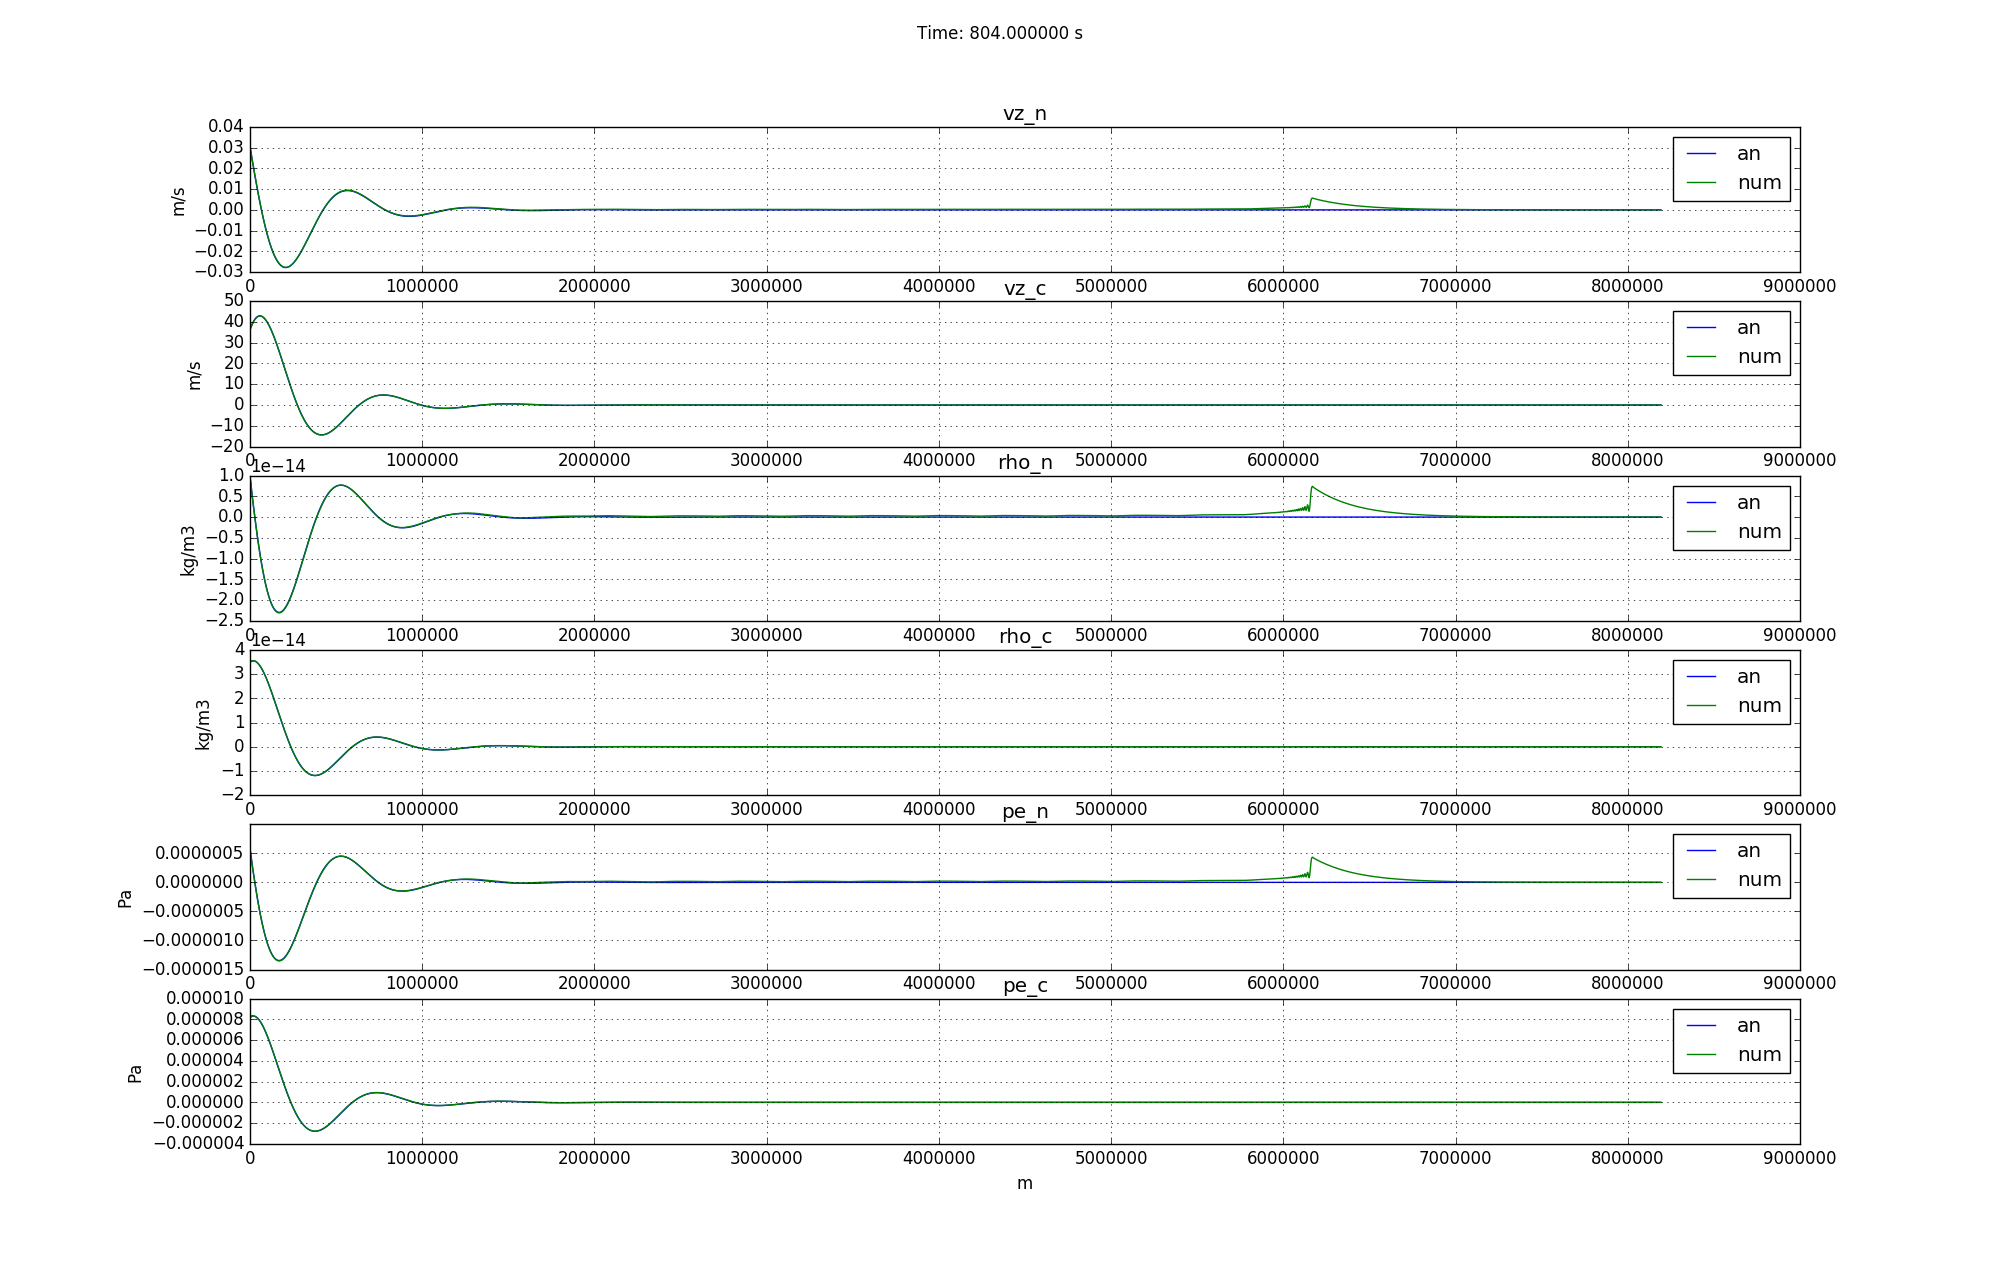 Time: 804.000000 s
vz_n
0.04
0.03
0.02
0.01
0.00
−0.01
−0.02
−0.03
m/s
an
num
0 1000000 2000000 3000000 4000000 5000000 6000000 7000000 8000000 9000000
vz_c
50
40
30
20
10
0
−10
−20
m/s
an
num
0 1000000 2000000 3000000 4000000 5000000 6000000 7000000 8000000 9000000
1e−14
rho_n
1.0
0.5
0.0
−0.5
−1.0
−1.5
−2.0
−2.5
kg/m3
an
num
0 1000000 2000000 3000000 4000000 5000000 6000000 7000000 8000000 9000000
1e−14
rho_c
4
3
2
1
0
−1
−2
kg/m3
an
num
0 1000000 2000000 3000000 4000000 5000000 6000000 7000000 8000000 9000000
pe_n
0.0000005
0.0000000
−0.0000005
−0.0000010
−0.0000015
Pa
an
num
0 1000000 2000000 3000000 4000000 5000000 6000000 7000000 8000000 9000000
pe_c
0.000010
0.000008
0.000006
0.000004
0.000002
0.000000
−0.000002
−0.000004
Pa
an
num
0 1000000 2000000 3000000 4000000 5000000 6000000 7000000 8000000 9000000
m